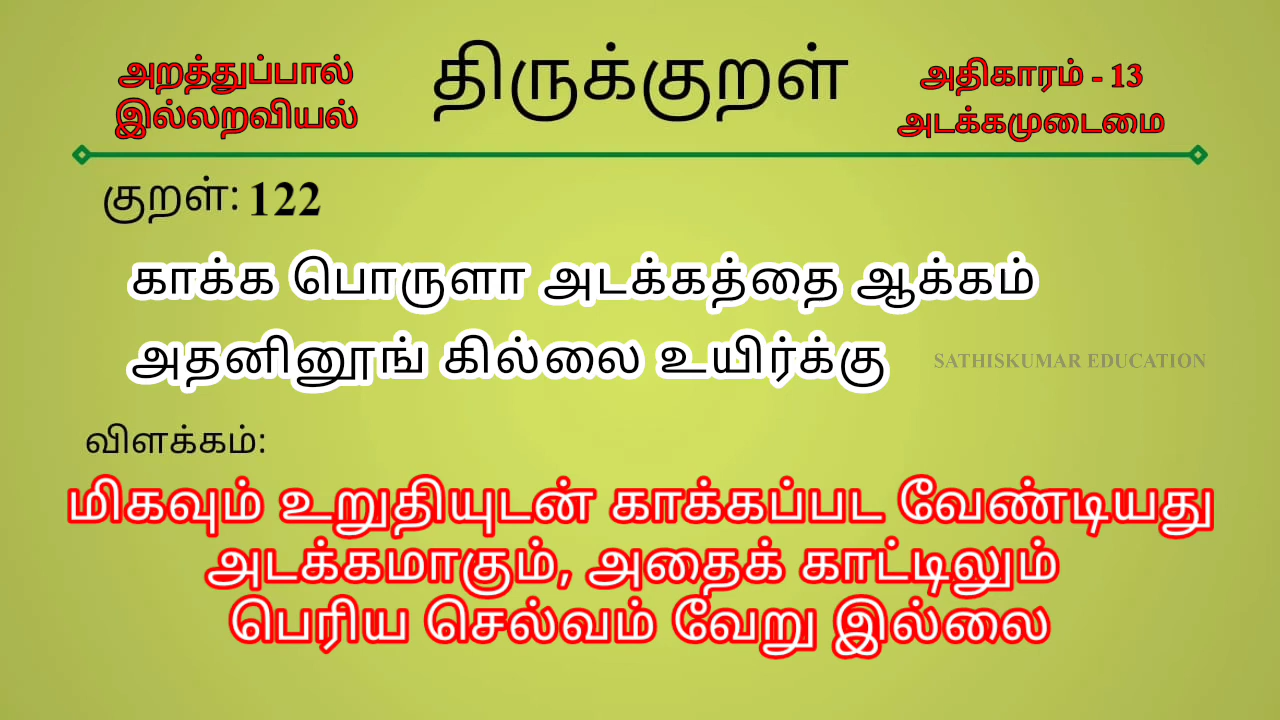 அறத்துப்பால்
இல்லறவியல்
திருக்குறள்
அதிகாரம் - 13
அடக்கமுடைமை
குறள்: 122
காக்க பொருளா அடக்கத்தை ஆக்கம்
அதனினூங் கில்லை உயிர்க்கு
SATHISKUMAR EDUCATION
விளக்கம்:
மிகவும் உறுதியுடன் காக்கப்பட வேண்டியது
அடக்கமாகும், அதைக் காட்டிலும்
பெரிய செல்வம் வேறு இல்லை